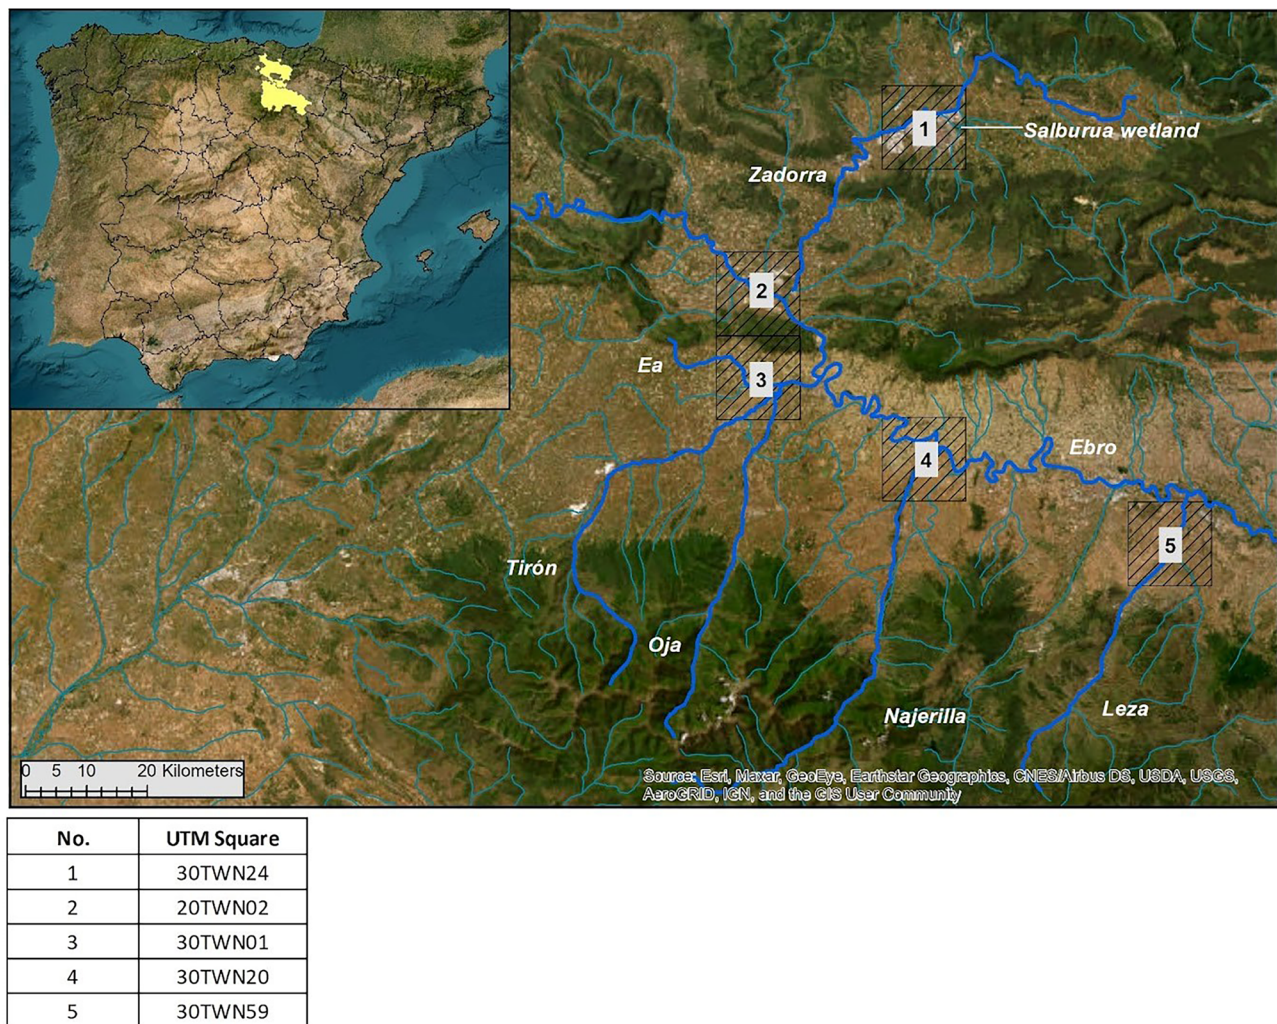 1
Salburua wetland
Zadorra
2
Ea
3
Ebro
4
5
Tirón
Oja
Najerilla
Leza
0 5 10 20 Kilometers
Source: Esri, Maxar, GeoEye, Earthstar Geographics, CNES/Airbus DS, USDA, USGS,
AeroGRID, IGN, and the GIS User Community
No. UTM Square
1 30TWN24
2 20TWN02
3 30TWN01
4 30TWN20
5 30TWN59